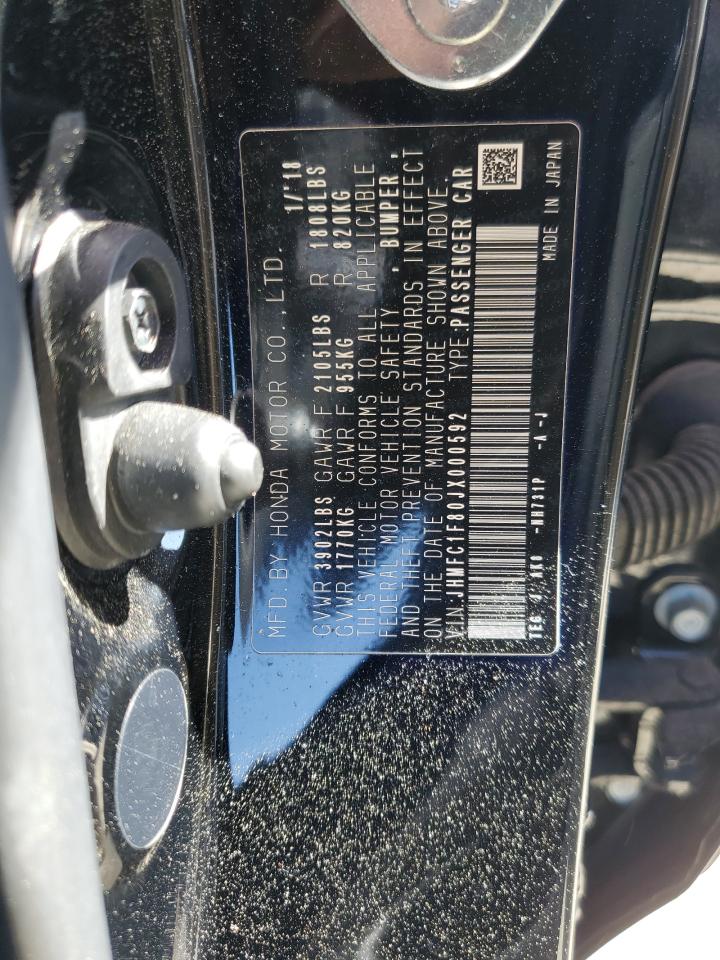 MFD.BY HONDA MOTOR CO.,LTD. 1/'18
GVWR 3902LBS GAWR F 2105LBS R 1808LBS
GVWR 1770KG GAWR F 955KG R 820KG
THIS VEHICLE CONFORMS TO ALL APPLICABLE
FEDERAL MOTOR VEHICLE SAFETY, BUMPER,
AND THEFT PREVENTION STANDARDS IN EFFECT
ON THE DATE OF MANUFACTURE SHOWN ABOVE.
V.I.N.JHMFC1F80JX000592 TYPE:PASSENGER CAR
-NH731P -A -J MADE IN JAPAN